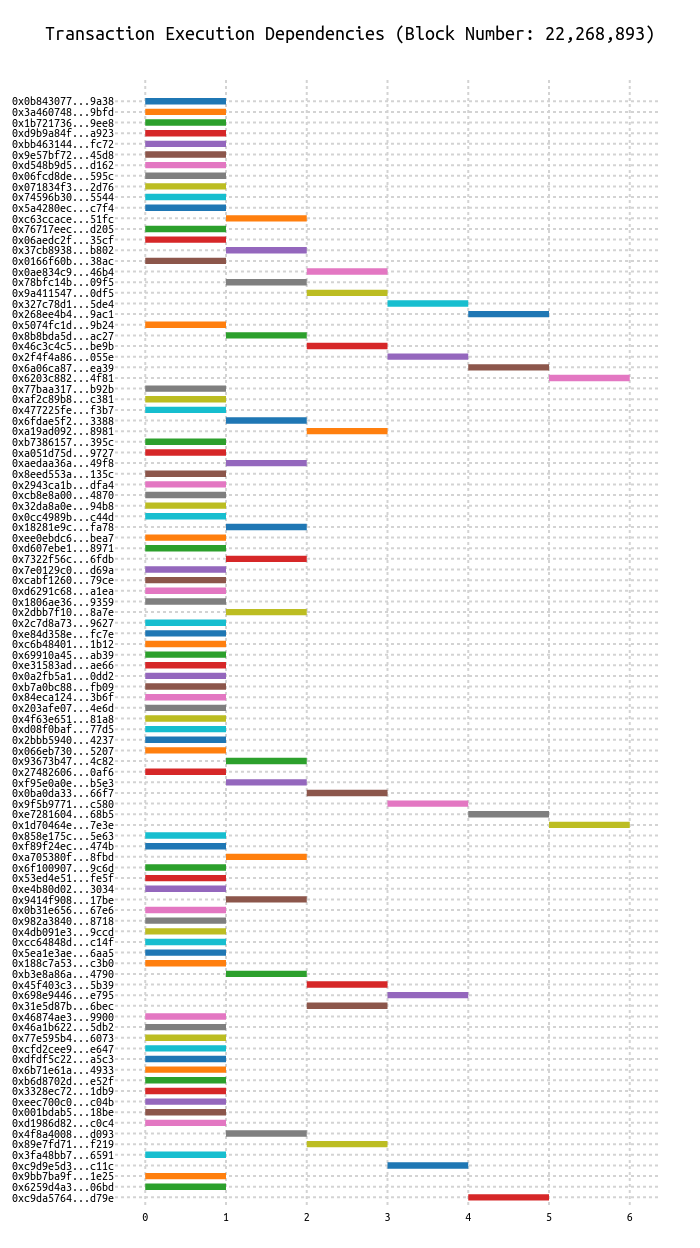 Transaction Execution Dependencies (Block Number: 22,268,893)
0x0b843077...9a38
0x3a460748...9bfd
0x1b721736...9ee8
0xd9b9a84f...a923
0xbb463144...fc72
0x9e57bf72...45d8
0xd548b9d5...d162
0x06fcd8de...595c
0x071834f3...2d76
0x74596b30...5544
0x5a4280ec...c7f4
0xc63ccace...51fc
0x76717eec...d205
0x06aedc2f...35cf
0x37cb8938...b802
0x0166f60b...38ac
0x0ae834c9...46b4
0x78bfc14b...09f5
0x9a411547...0df5
0x327c78d1...5de4
0x268ee4b4...9ac1
0x5074fc1d...9b24
0x8b8bda5d...ac27
0x46c3c4c5...be9b
0x2f4f4a86...055e
0x6a06ca87...ea39
0x6203c882...4f81
0x77baa317...b92b
0xaf2c89b8...c381
0x477225fe...f3b7
0x6fdae5f2...3388
0xa19ad092...8981
0xb7386157...395c
0xa051d75d...9727
0xaedaa36a...49f8
0x8eed553a...135c
0x2943ca1b...dfa4
0xcb8e8a00...4870
0x32da8a0e...94b8
0x0cc4989b...c44d
0x18281e9c...fa78
0xee0ebdc6...bea7
0xd607ebe1...8971
0x7322f56c...6fdb
0x7e0129c0...d69a
0xcabf1260...79ce
0xd6291c68...a1ea
0x1806ae36...9359
0x2dbb7f10...8a7e
0x2c7d8a73...9627
0xe84d358e...fc7e
0xc6b48401...1b12
0x69910a45...ab39
0xe31583ad...ae66
0x0a2fb5a1...0dd2
0xb7a0bc88...fb09
0x84eca124...3b6f
0x203afe07...4e6d
0x4f63e651...81a8
0xd08f0baf...77d5
0x2bbb5940...4237
0x066eb730...5207
0x93673b47...4c82
0x27482606...0af6
0xf95e0a0e...b5e3
0x0ba0da33...66f7
0x9f5b9771...c580
0xe7281604...68b5
0x1d70464e...7e3e
0x858e175c...5e63
0xf89f24ec...474b
0xa705380f...8fbd
0x6f100907...9c6d
0x53ed4e51...fe5f
0xe4b80d02...3034
0x9414f908...17be
0x0b31e656...67e6
0x982a3840...8718
0x4db091e3...9ccd
0xcc64848d...c14f
0x5ea1e3ae...6aa5
0x188c7a53...c3b0
0xb3e8a86a...4790
0x45f403c3...5b39
0x698e9446...e795
0x31e5d87b...6bec
0x46874ae3...9900
0x46a1b622...5db2
0x77e595b4...6073
0xcfd2cee9...e647
0xdfdf5c22...a5c3
0x6b71e61a...4933
0xb6d8702d...e52f
0x3328ec72...1db9
0xeec700c0...c04b
0x001bdab5...18be
0xd1986d82...c0c4
0x4f8a4008...d093
0x89e7fd71...f219
0x3fa48bb7...6591
0xc9d9e5d3...c11c
0x9bb7ba9f...1e25
0x6259d4a3...06bd
0xc9da5764...d79e
0 1 2 3 4 5 6